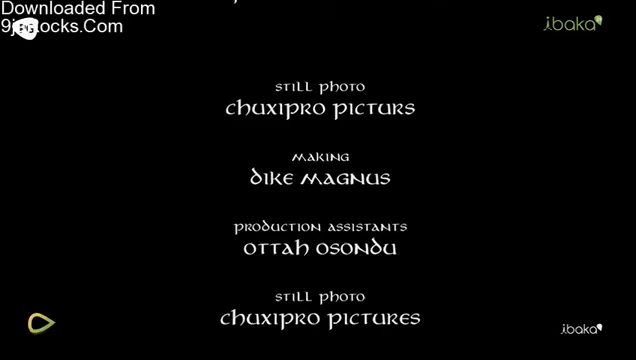 Downloaded From
.Com
ibaka
still photo
chuxipro picturs
making
dike magnus
production assistants
ottah osondu
still photo
chuxipro pictures
ibaka